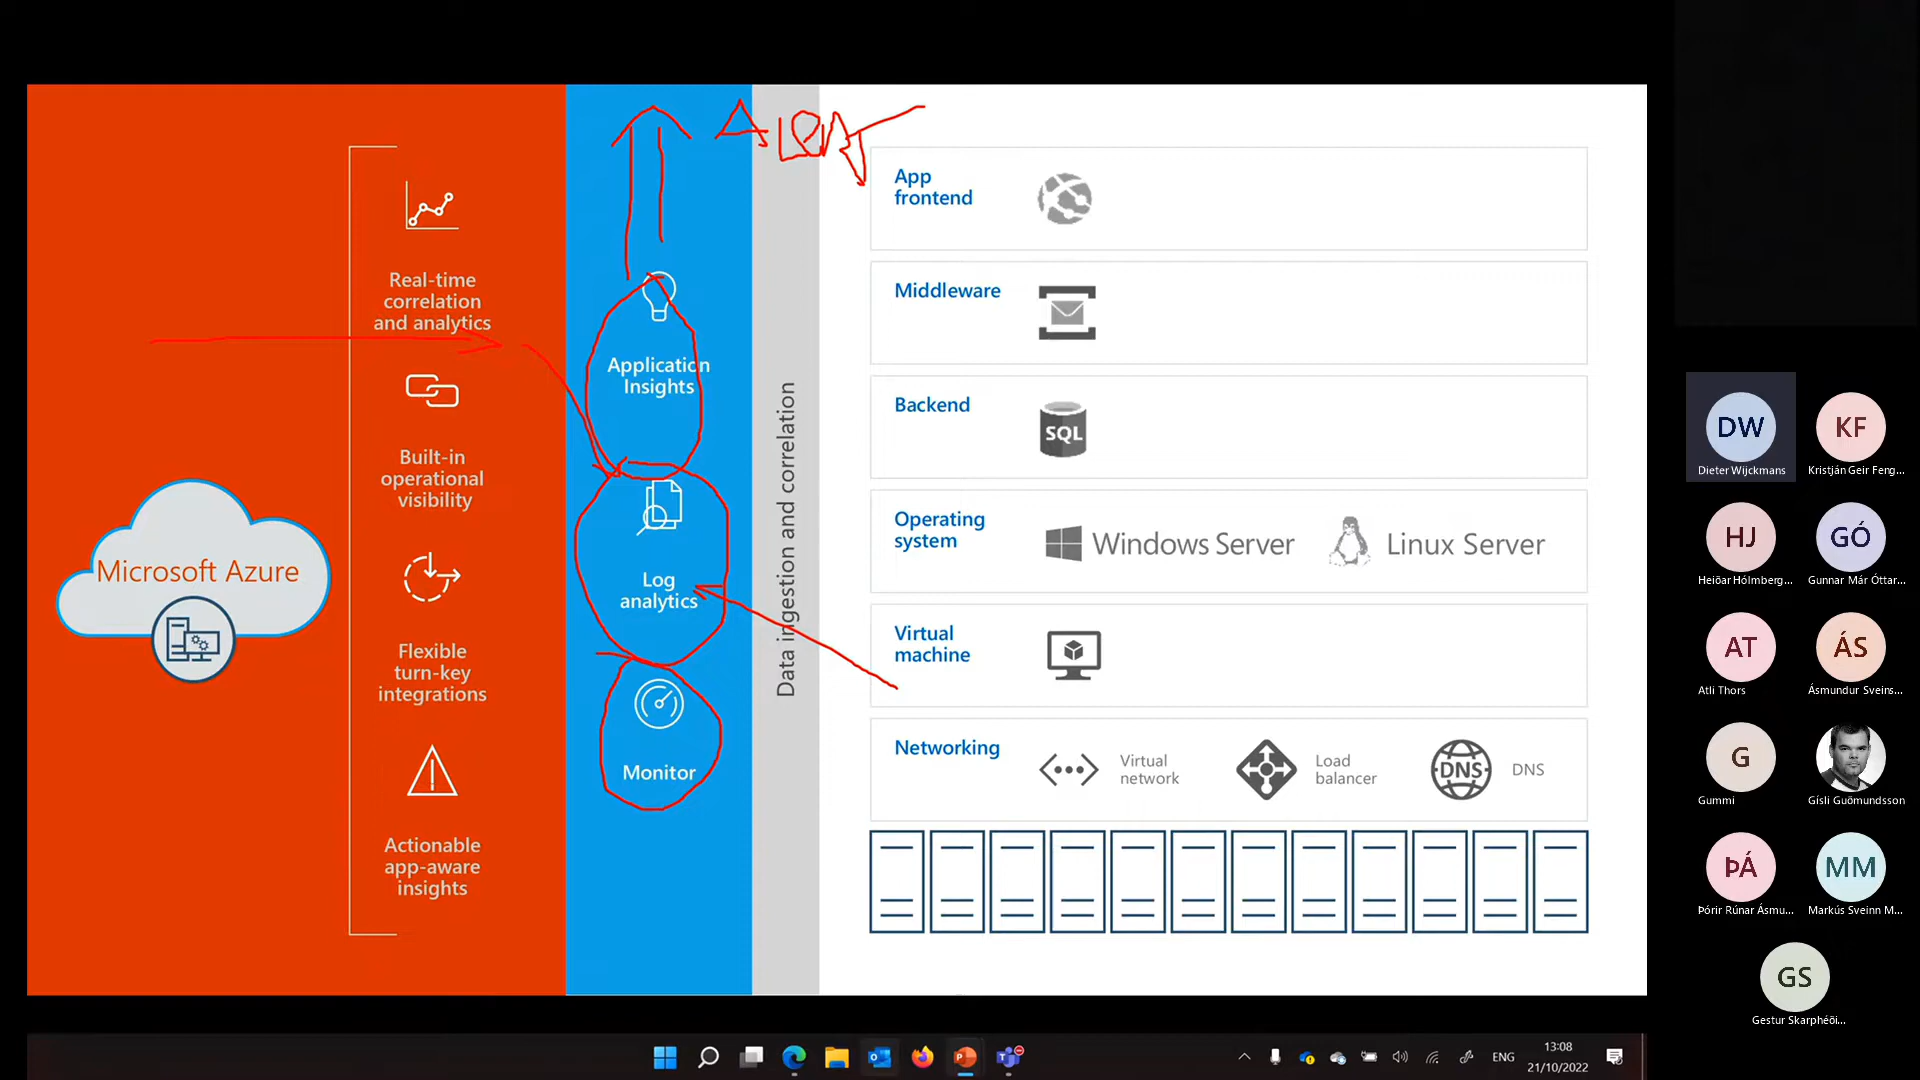 Alert
Real-time
correlation
and analytics
Built-in
operational
visibility
Flexible
turn-key
integrations
Actionable
app-aware
insights
Microsoft Azure
Application
Insights
Log
analytics
Monitor
Data ingestion and correlation
App
frontend
Middleware
Backend
SQL
Operating
system
Windows Server
Linux Server
Virtual
machine
Networking
Virtual
network
Load
balancer
DNS
DNS
DW
Dieter Wijckmans
KF
Kristján Geir Feng...
HJ
Heiðar Hólmberg...
GÓ
Gunnar Már Óttar...
AT
Atli Thors
ÁS
Ásmundur Sveins...
G
Gummi
Gísli Guðmundsson
ÞÁ
Þórir Rúnar Ásmu...
MM
Markús Sveinn M...
GS
Gestur Skarphéði...
ENG
13:08
21/10/2022